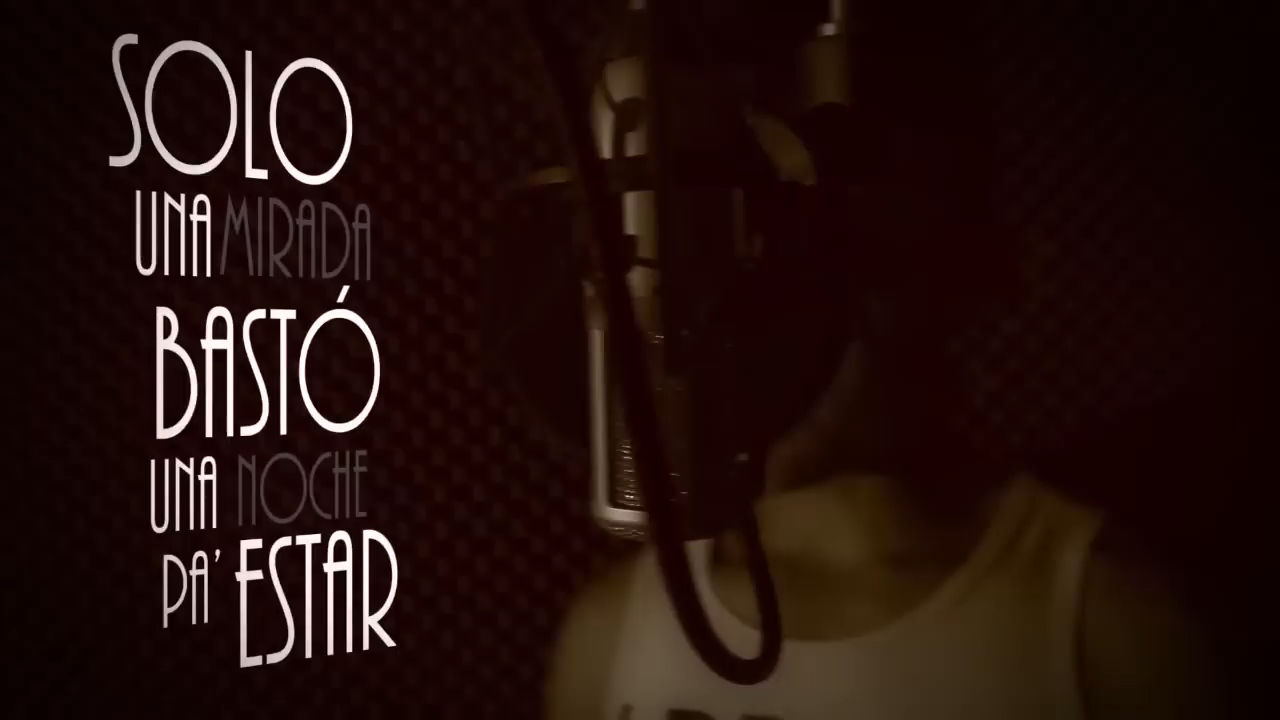 SOLO
UNA MIRADA
BASTÓ
UNA NOCHE
PA' ESTAR